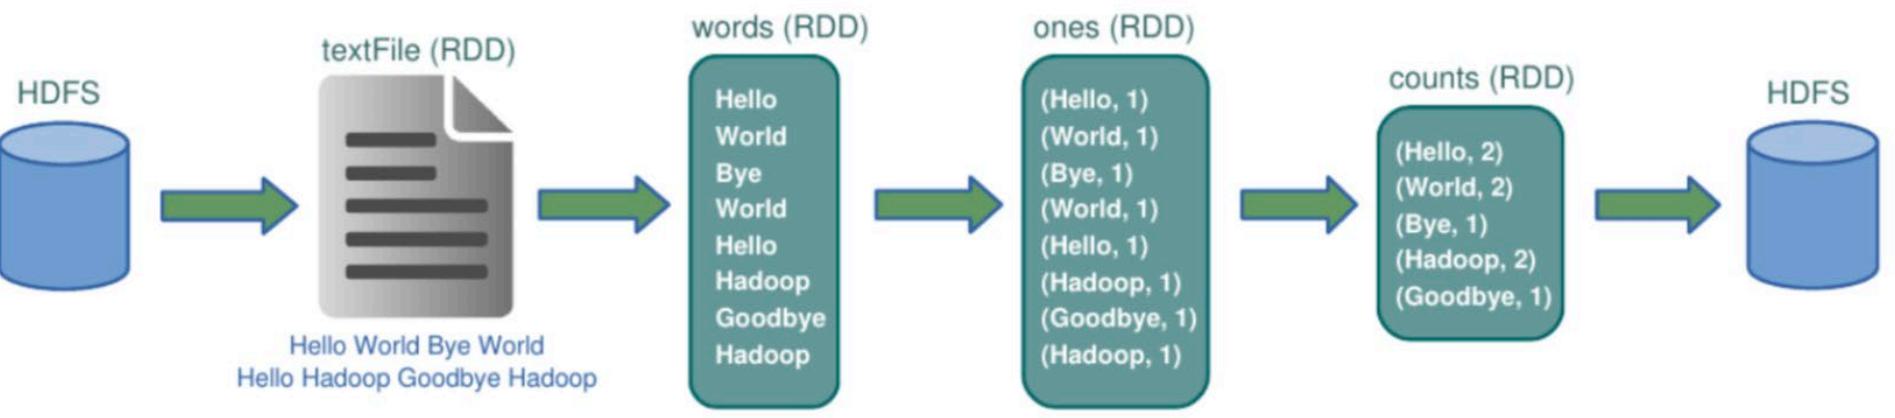 HDFS
textFile (RDD)
Hello World Bye World
Hello Hadoop Goodbye Hadoop
words (RDD)
Hello
World
Bye
World
Hello
Hadoop
Goodbye
Hadoop
ones (RDD)
(Hello, 1)
(World, 1)
(Bye, 1)
(World, 1)
(Hello, 1)
(Hadoop, 1)
(Goodbye, 1)
(Hadoop, 1)
counts (RDD)
(Hello, 2)
(World, 2)
(Bye, 1)
(Hadoop, 2)
(Goodbye, 1)
HDFS